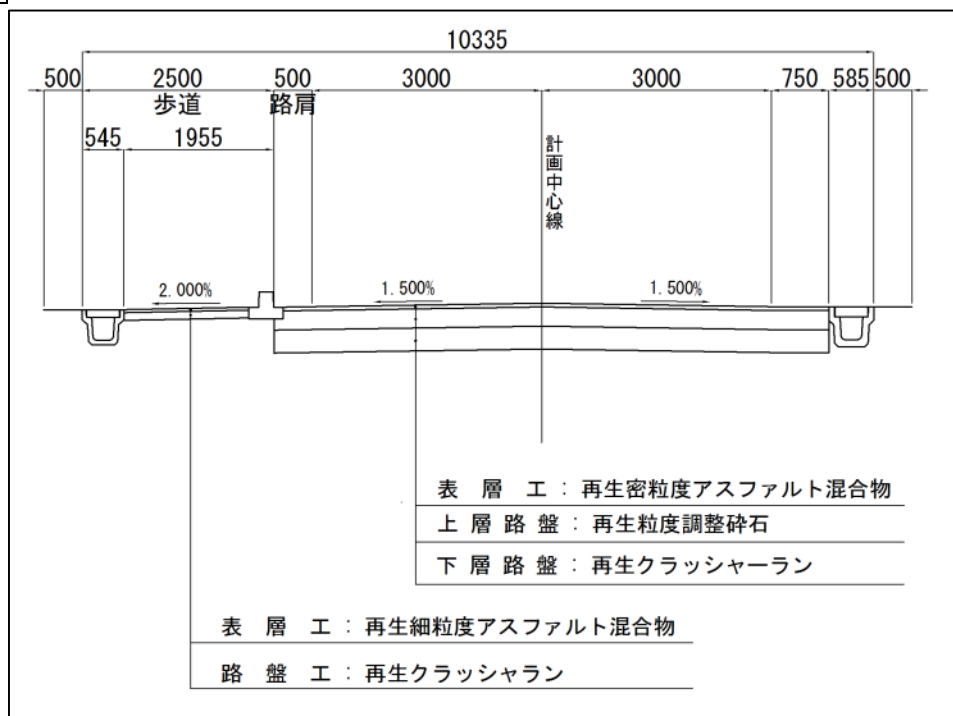 10335
500 2500 500 3000 3000 750 585 500
歩道 路肩
545 1955
計画中心線
2.000% 1.500% 1.500%
表 層 工 : 再生密粒度アスファルト混合物
上 層 路 盤 : 再生粒度調整砕石
下 層 路 盤 : 再生クラッシャーラン
表 層 工 : 再生細粒度アスファルト混合物
路 盤 工 : 再生クラッシャラン